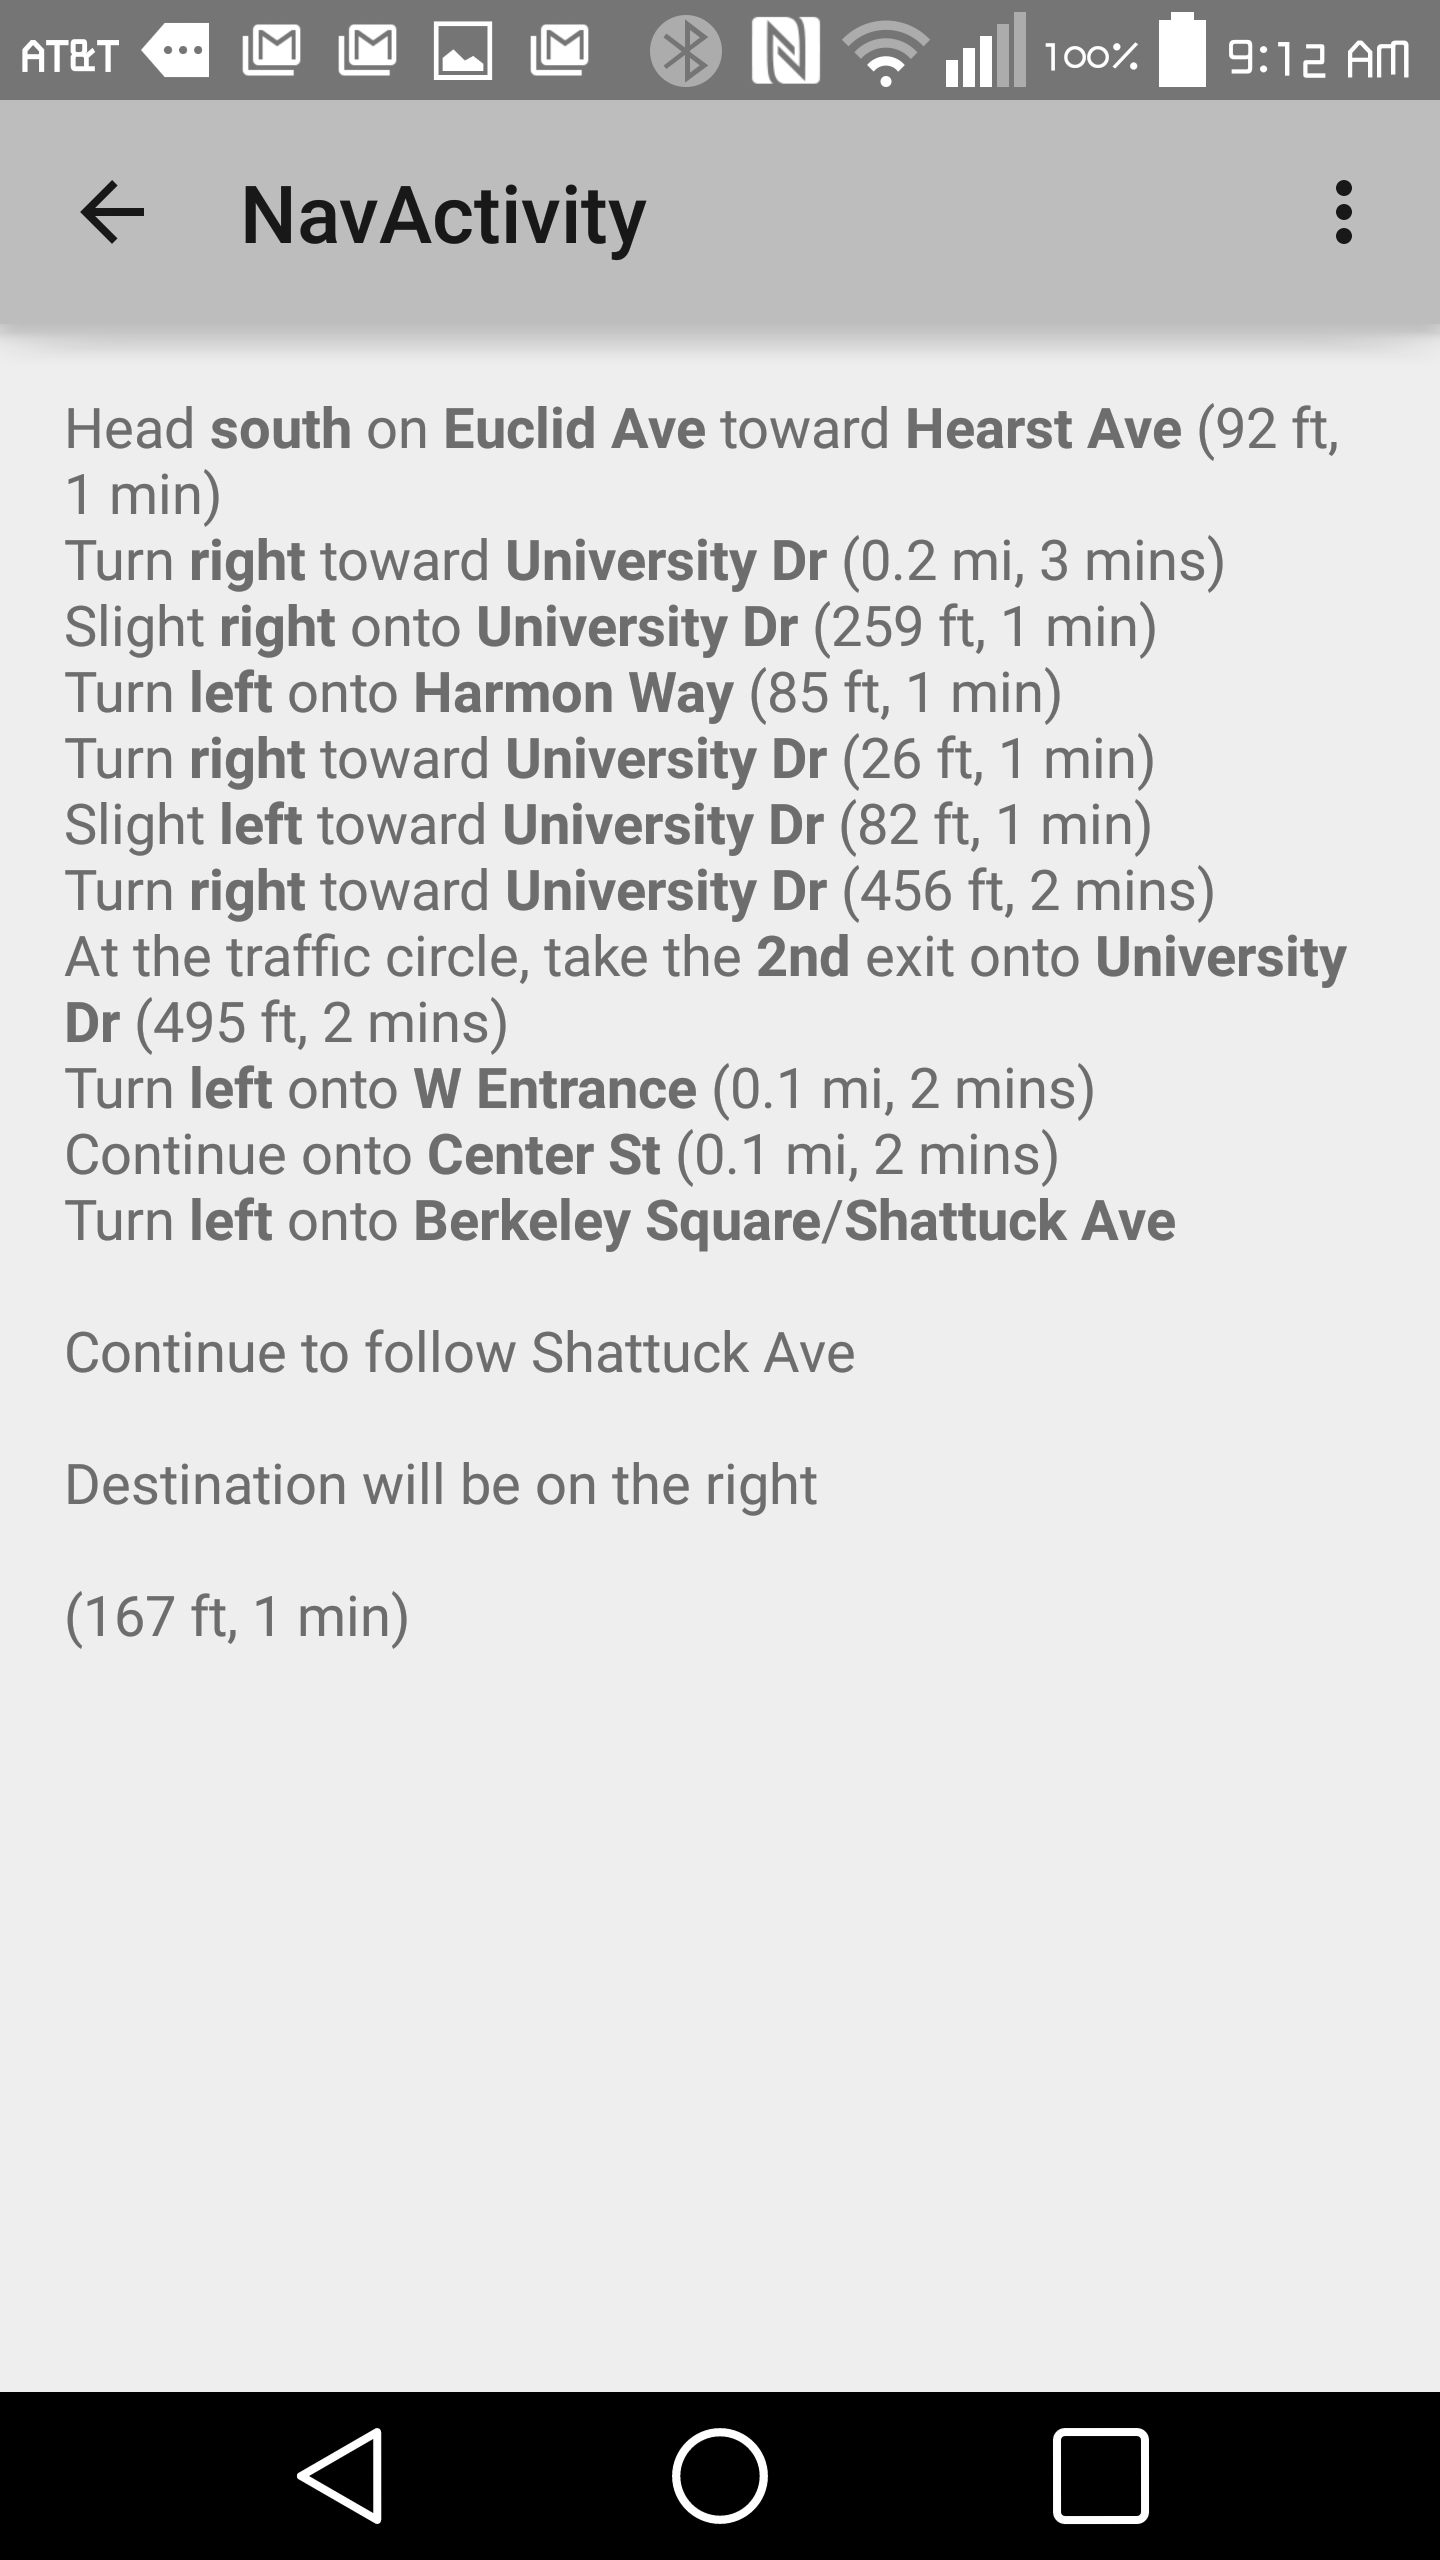 AT&T 100% 9:12 AM
NavActivity
Head south on Euclid Ave toward Hearst Ave (92 ft,
1 min)
Turn right toward University Dr (0.2 mi, 3 mins)
Slight right onto University Dr (259 ft, 1 min)
Turn left onto Harmon Way (85 ft, 1 min)
Turn right toward University Dr (26 ft, 1 min)
Slight left toward University Dr (82 ft, 1 min)
Turn right toward University Dr (456 ft, 2 mins)
At the traffic circle, take the 2nd exit onto University
Dr (495 ft, 2 mins)
Turn left onto W Entrance (0.1 mi, 2 mins)
Continue onto Center St (0.1 mi, 2 mins)
Turn left onto Berkeley Square/Shattuck Ave
Continue to follow Shattuck Ave
Destination will be on the right
(167 ft, 1 min)